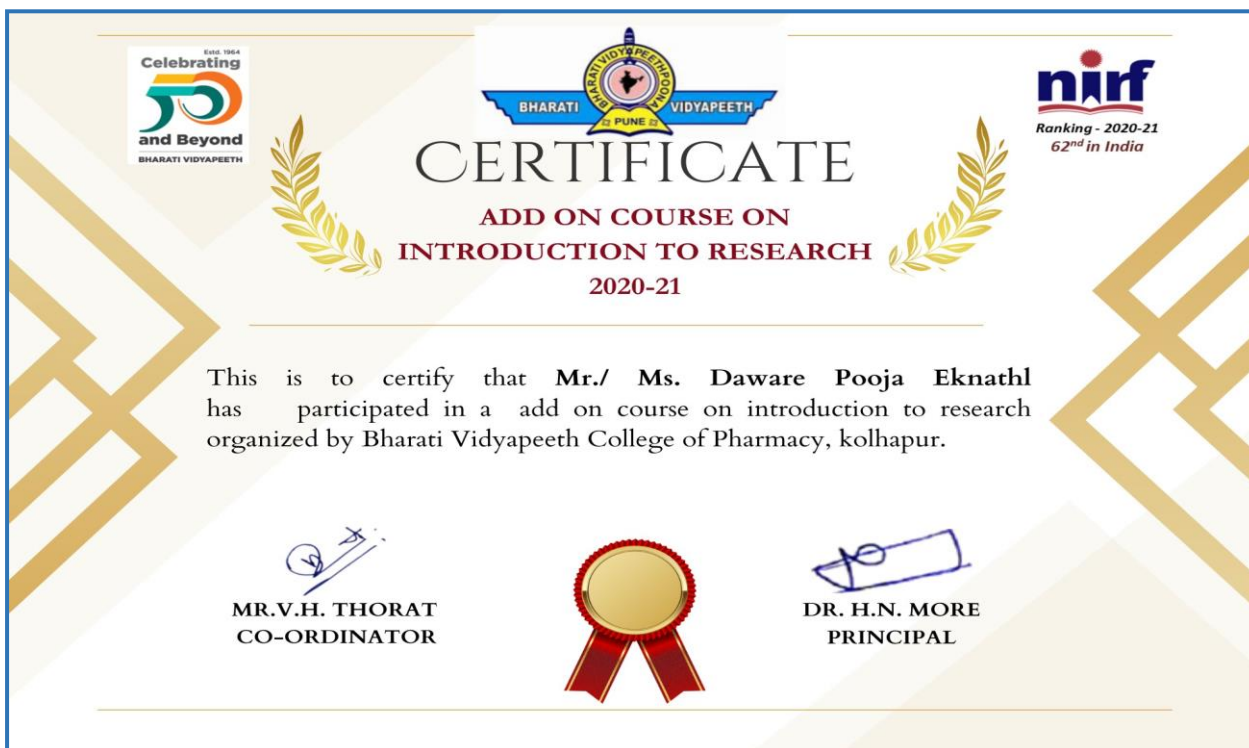 Estd. 1964
Celebrating
50
and Beyond
BHARATI VIDYAPEETH
BHARATI VIDYAPEETH POONA
BHARATI VIDYAPEETH
PUNE
nirf
Ranking - 2020-21
62nd in India
CERTIFICATE
ADD ON COURSE ON
INTRODUCTION TO RESEARCH
2020-21
This is to certify that Mr./ Ms. Daware Pooja Eknathl
has participated in a add on course on introduction to research
organized by Bharati Vidyapeeth College of Pharmacy, kolhapur.
MR.V.H. THORAT
CO-ORDINATOR
DR. H.N. MORE
PRINCIPAL